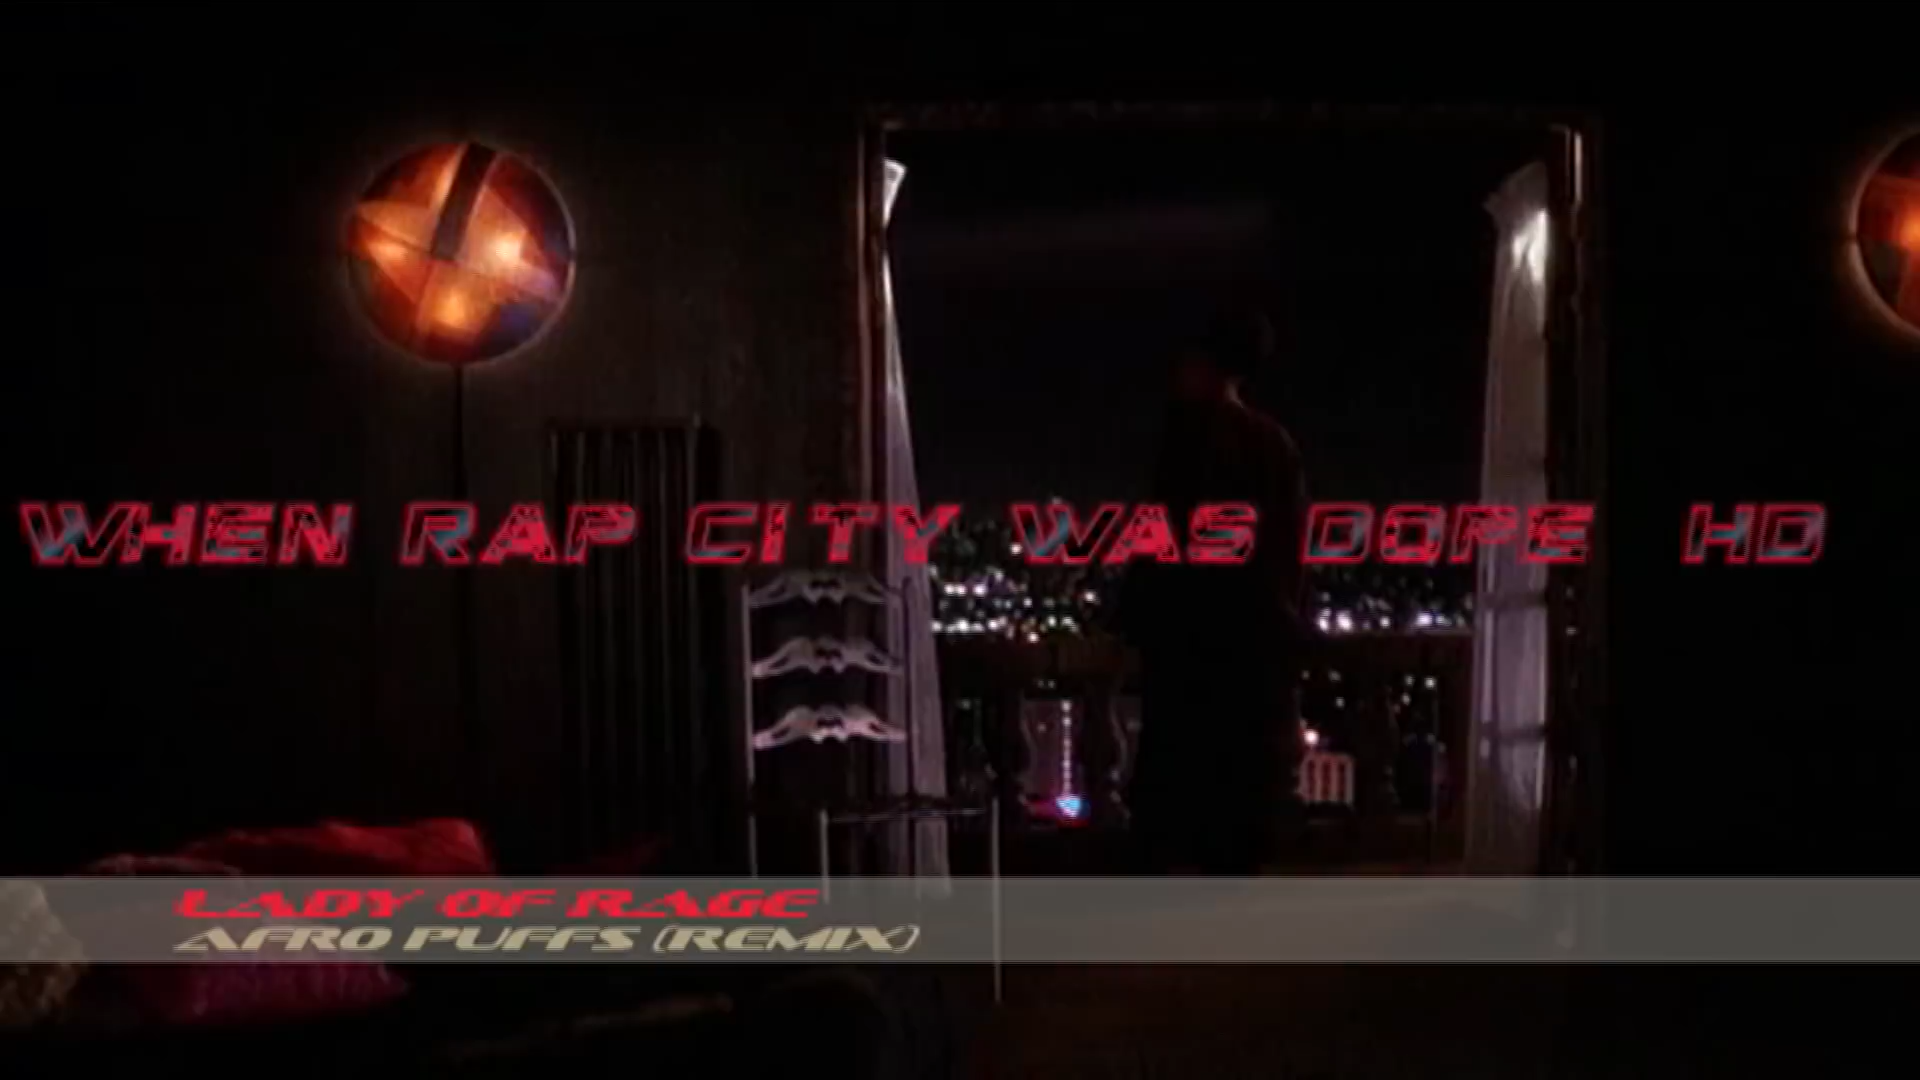 WHEN RAP CITY WAS DOPE HD
LADY OF RAGE
AFRO PUFFS (REMIX)